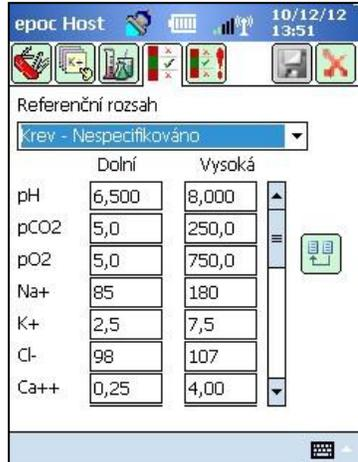 epoc Host 10/12/12
13:51
Referenční rozsah
Krev - Nespecifikováno
Dolní Vysoká
pH 6,500 8,000
pCO2 5,0 250,0
pO2 5,0 750,0
Na+ 85 180
K+ 2,5 7,5
Cl- 98 107
Ca++ 0,25 4,00